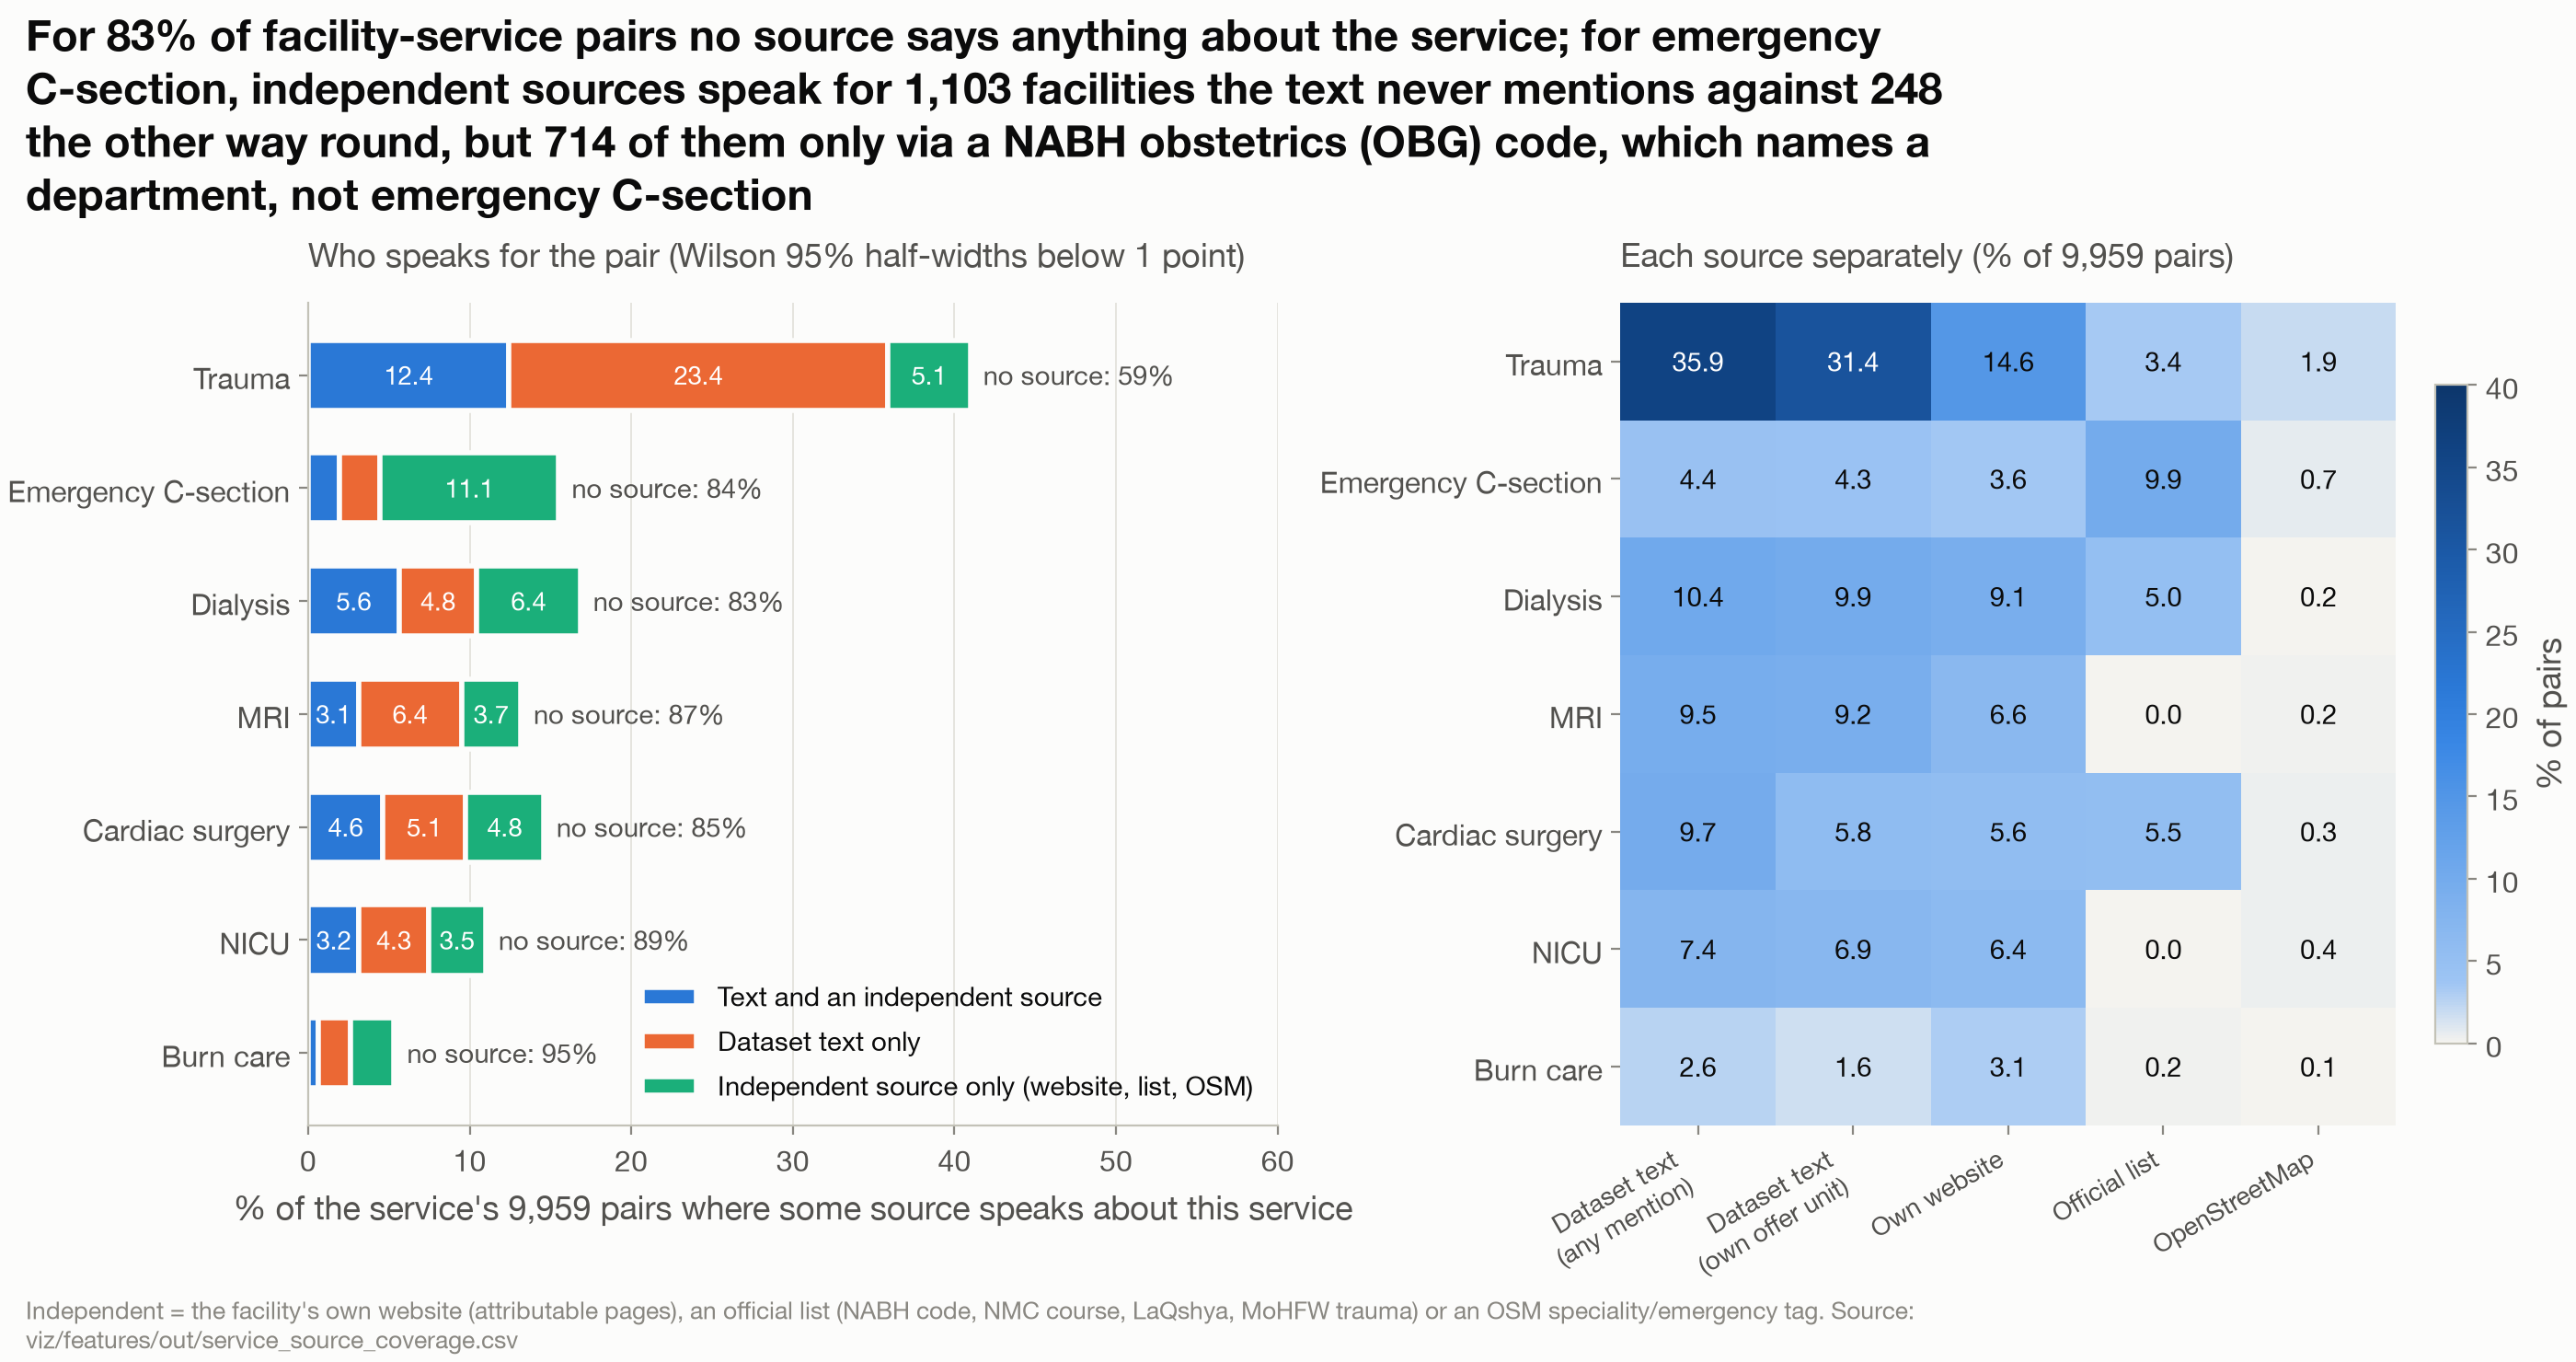 For 83% of facility-service pairs no source says anything about the service; for emergency
C-section, independent sources speak for 1,103 facilities the text never mentions against 248
the other way round, but 714 of them only via a NABH obstetrics (OBG) code, which names a
department, not emergency C-section
Who speaks for the pair (Wilson 95% half-widths below 1 point)
Trauma
12.4
23.4
5.1
no source: 59%
Emergency C-section
11.1
no source: 84%
Dialysis
5.6
4.8
6.4
no source: 83%
MRI
3.1
6.4
3.7
no source: 87%
Cardiac surgery
4.6
5.1
4.8
no source: 85%
NICU
3.2
4.3
3.5
no source: 89%
Burn care
no source: 95%
Text and an independent source
Dataset text only
Independent source only (website, list, OSM)
0
10
20
30
40
50
60
% of the service's 9,959 pairs where some source speaks about this service
Each source separately (% of 9,959 pairs)
Trauma
35.9
31.4
14.6
3.4
1.9
Emergency C-section
4.4
4.3
3.6
9.9
0.7
Dialysis
10.4
9.9
9.1
5.0
0.2
MRI
9.5
9.2
6.6
0.0
0.2
Cardiac surgery
9.7
5.8
5.6
5.5
0.3
NICU
7.4
6.9
6.4
0.0
0.4
Burn care
2.6
1.6
3.1
0.2
0.1
Dataset text
(any mention)
Dataset text
(own offer unit)
Own website
Official list
OpenStreetMap
40
35
30
25
20
15
10
5
0
% of pairs
Independent = the facility's own website (attributable pages), an official list (NABH code, NMC course, LaQshya, MoHFW trauma) or an OSM speciality/emergency tag. Source:
viz/features/out/service_source_coverage.csv